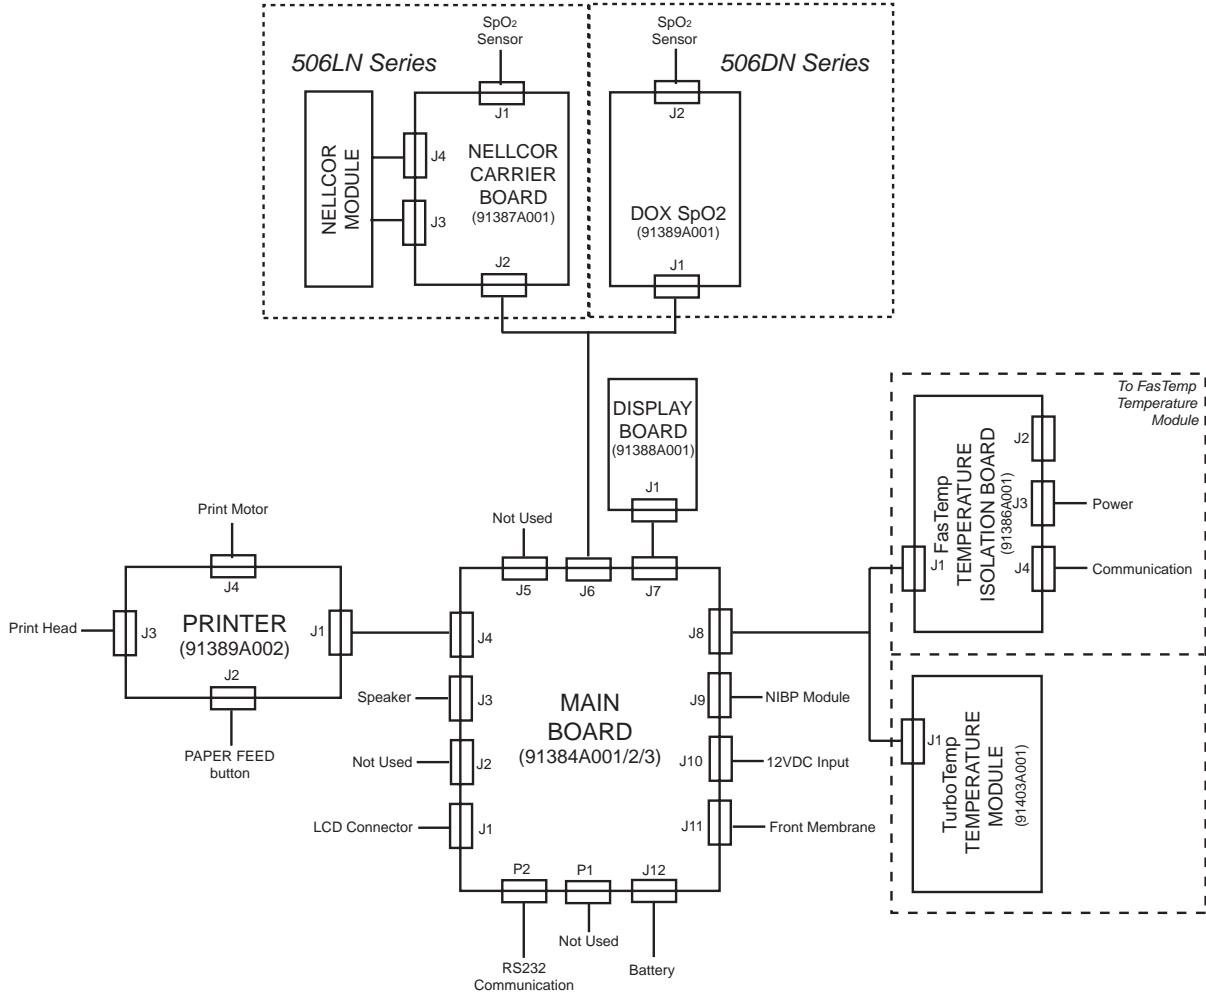 SpO2
Sensor
506LN Series
J1
J4
J3
NELLCOR
MODULE
NELLCOR
CARRIER
BOARD
(91387A001)
J2
SpO2
Sensor
506DN Series
J2
DOX SpO2
(91389A001)
J1
DISPLAY
BOARD
(91388A001)
J1
To FasTemp
Temperature
Module
FasTemp
TEMPERATURE
ISOLATION BOARD
(91386A001)
J1
J2
J3
Power
J4
Communication
Print Motor
J4
Print Head
J3
PRINTER
(91389A002)
J1
J2
PAPER FEED
button
Not Used
J5
J6
J7
J4
J8
Speaker
J3
J9
NIBP Module
MAIN
BOARD
(91384A001/2/3)
Not Used
J2
J10
12VDC Input
LCD Connector
J1
J11
Front Membrane
P2
P1
J12
RS232
Communication
Not Used
Battery
J1
TurboTemp
TEMPERATURE
MODULE
(91403A001)